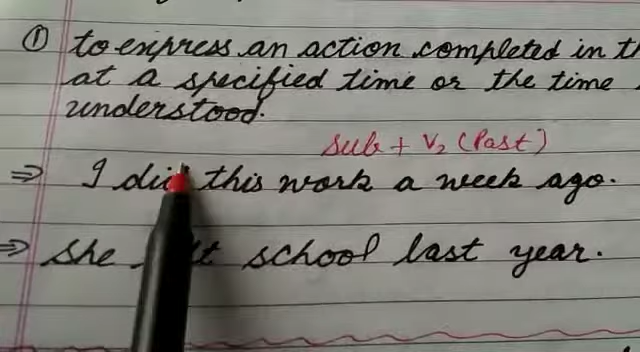 ① to express an action completed in
at a specified time or the time
understood.
sub + V₂ (Past)
⇒ I did this work a week ago.
⇒ She school last year.